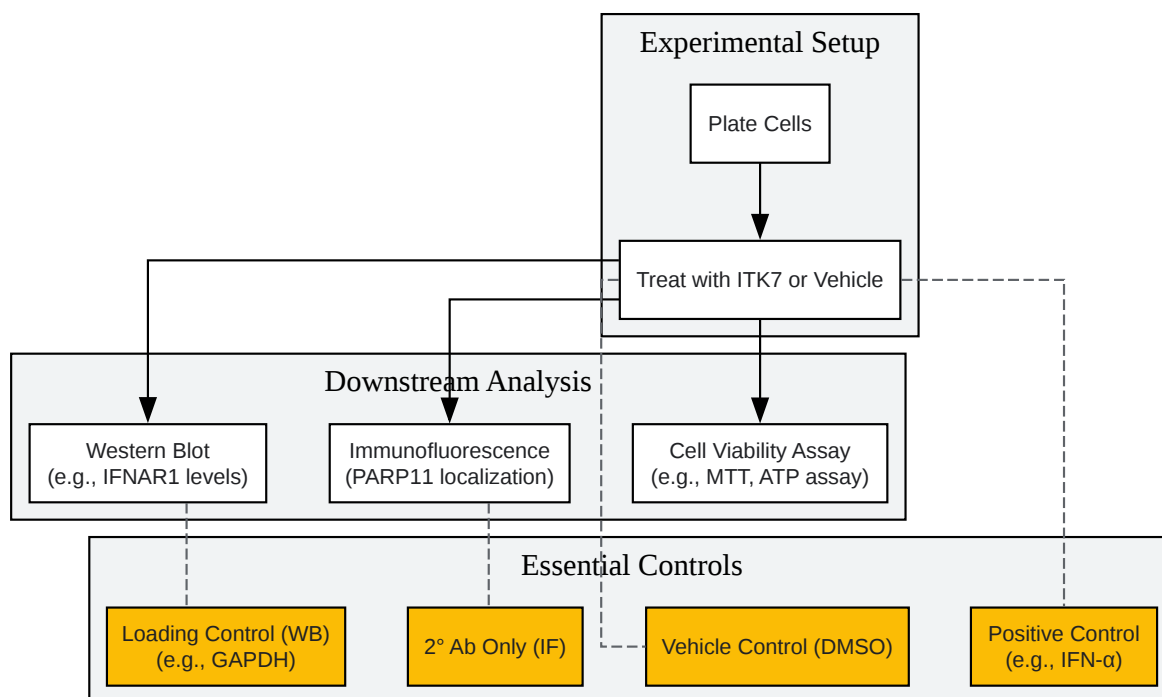 Experimental Setup
Plate Cells
Treat with ITK7 or Vehicle
Downstream Analysis
Western Blot
(e.g., IFNAR1 levels)
Immunofluorescence
(PARP11 localization)
Cell Viability Assay
(e.g., MTT, ATP assay)
Essential Controls
Loading Control (WB)
(e.g., GAPDH)
2° Ab Only (IF)
Vehicle Control (DMSO)
Positive Control
(e.g., IFN-α)